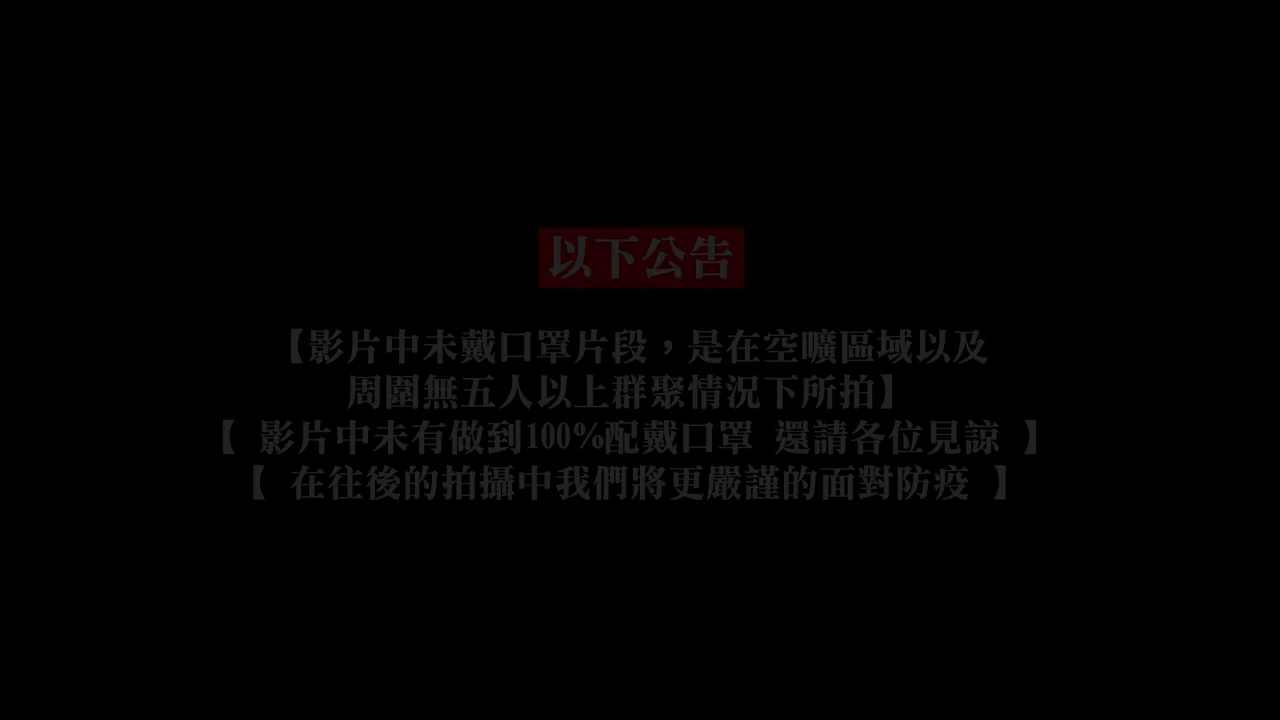 以下公告
【影片中未戴口罩片段，是在空曠區域以及
周圍無五人以上群聚情況下所拍】
【 影片中未有做到100%配戴口罩 還請各位見諒 】
【 在往後的拍攝中我們將更嚴謹的面對防疫 】